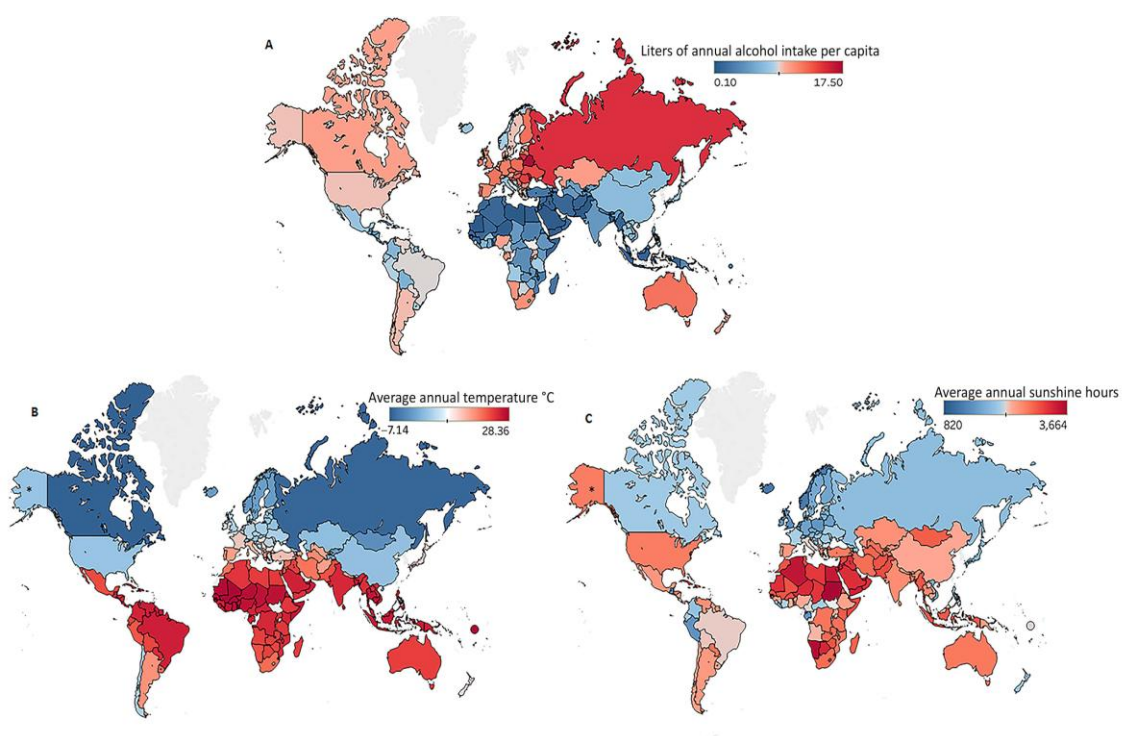 A
Liters of annual alcohol intake per capita
0.10 17.50
B
Average annual temperature °C
-7.14 28.36
*
C
Average annual sunshine hours
820 3,664
*